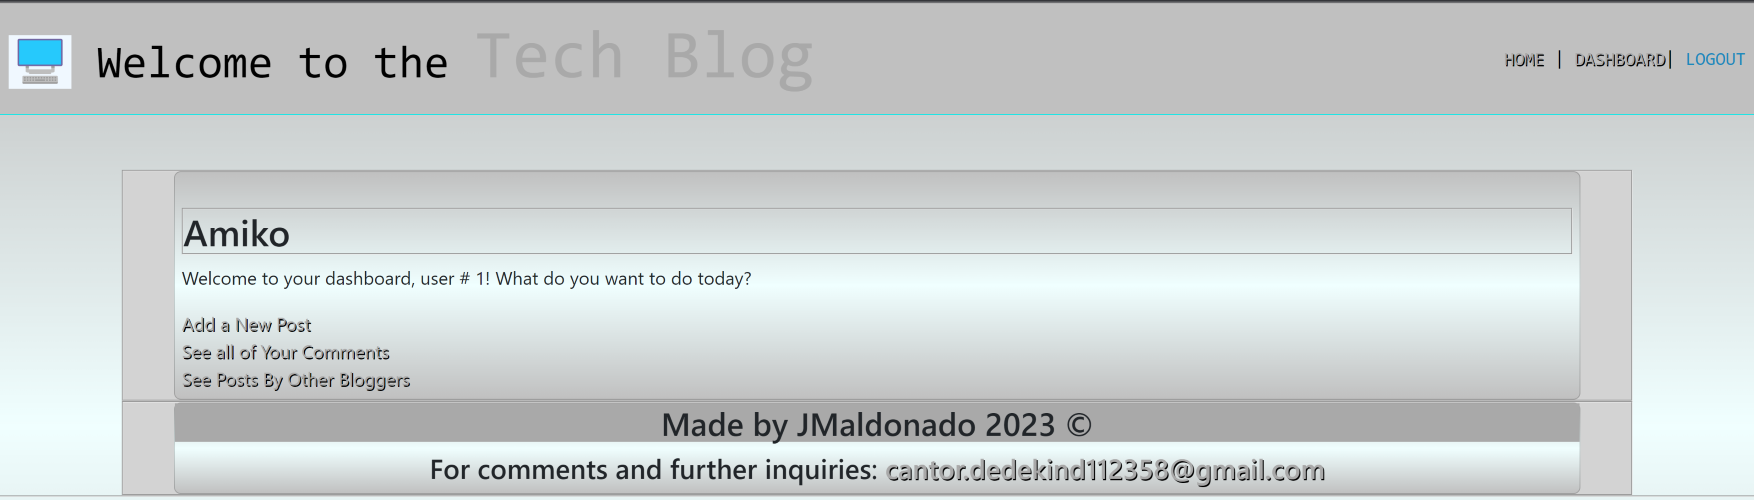 Welcome to the Tech Blog
HOME | DASHBOARD| LOGOUT
Amiko
Welcome to your dashboard, user # 1! What do you want to do today?
Add a New Post
See all of Your Comments
See Posts By Other Bloggers
Made by JMaldonado 2023 ©
For comments and further inquiries: cantor.dedekind112358@gmail.com